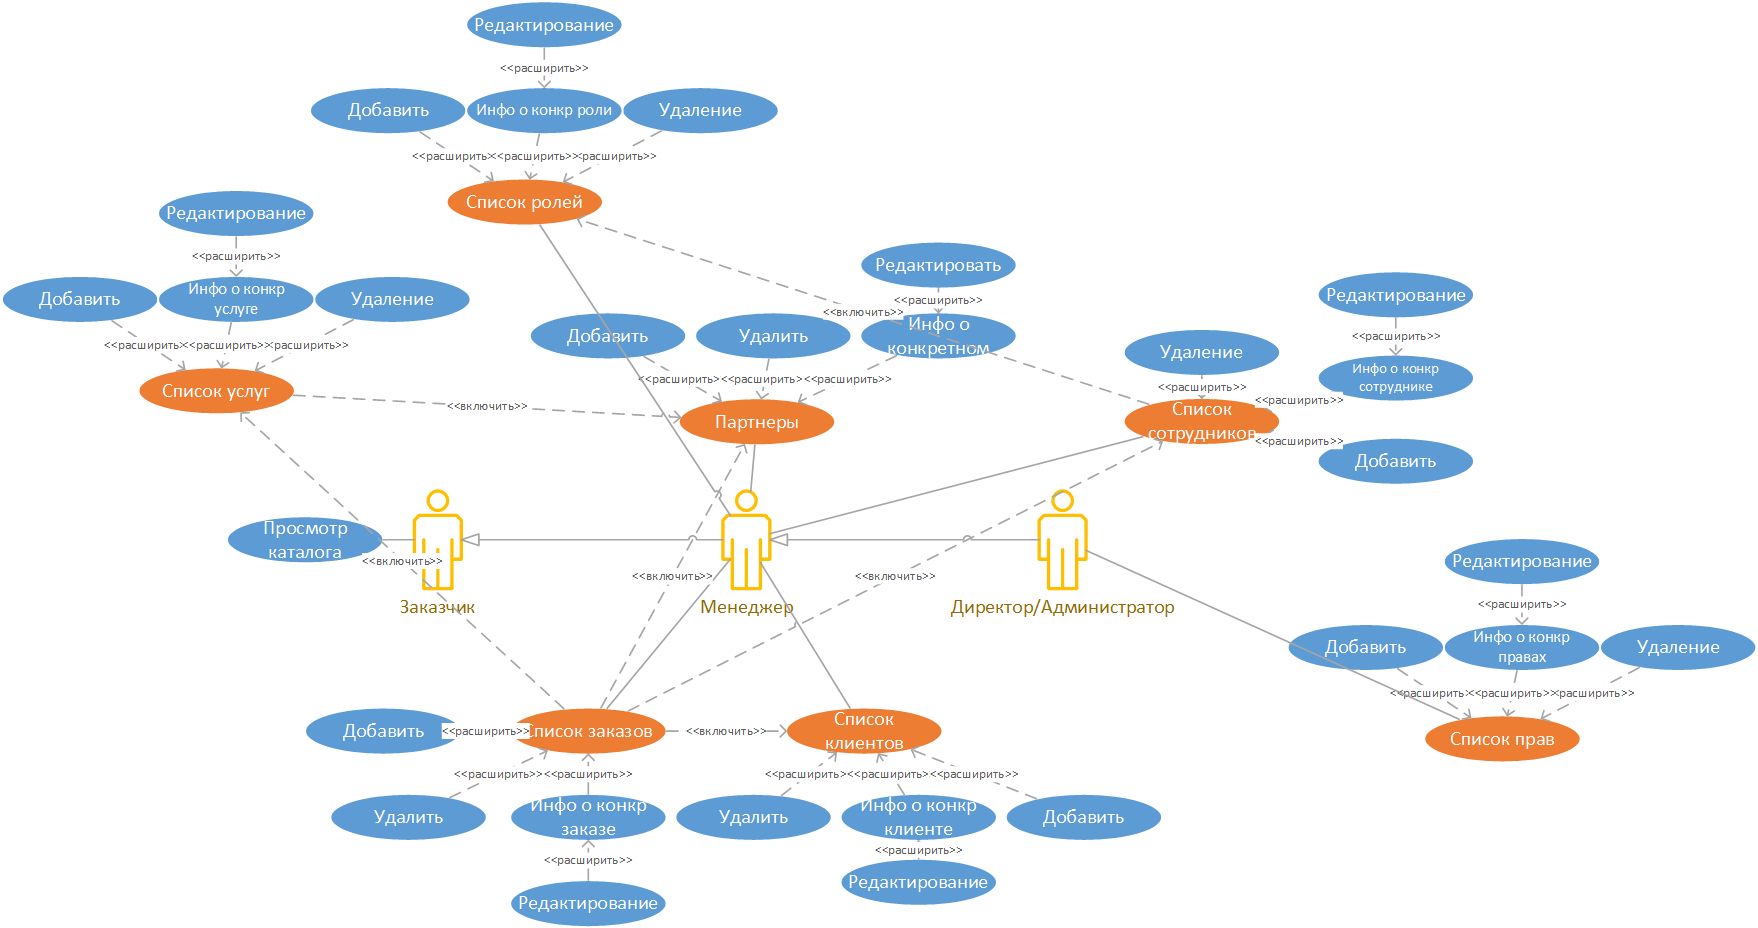 Редактирование
<<расширить>>
Добавить
Инфо о конкр роли
Удаление
<<расширить>
<<расширить>>
<расширить>>
Список ролей
Редактирование
<<расширить>>
Добавить
Инфо о конкр
услуге
Удаление
<<расширить>
<<расширить>>
<расширить>>
Список услуг
<<включить>>
Добавить
Удалить
Редактировать
<<расширить>>
<<включить>>
Инфо о
конкретном
<<расширить>
<<расширить>>
<<расширить>>
Партнеры
Удаление
<<расширить>>
Список
сотрудников
Редактирование
<<расширить>>
Инфо о конкр
сотруднике
<<расширить>>
<<расширить>>
Добавить
Просмотр
каталога
<<включить>>
Заказчик
<<включить>>
Менеджер
<<включить>>
Директор/Администратор
Редактирование
<<расширить>>
Добавить
Инфо о конкр
правах
Удаление
<<расширить>
<<расширить>>
<расширить>>
Список прав
Добавить
<<расширить>>
Список заказов
<<включить>>
Список
клиентов
<<расширить>>
<<расширить>>
<<расширить>
<<расширить>
<<расширить>>
Удалить
Инфо о конкр
заказе
Удалить
Инфо о конкр
клиенте
Добавить
<<расширить>>
<<расширить>>
Редактирование
Редактирование